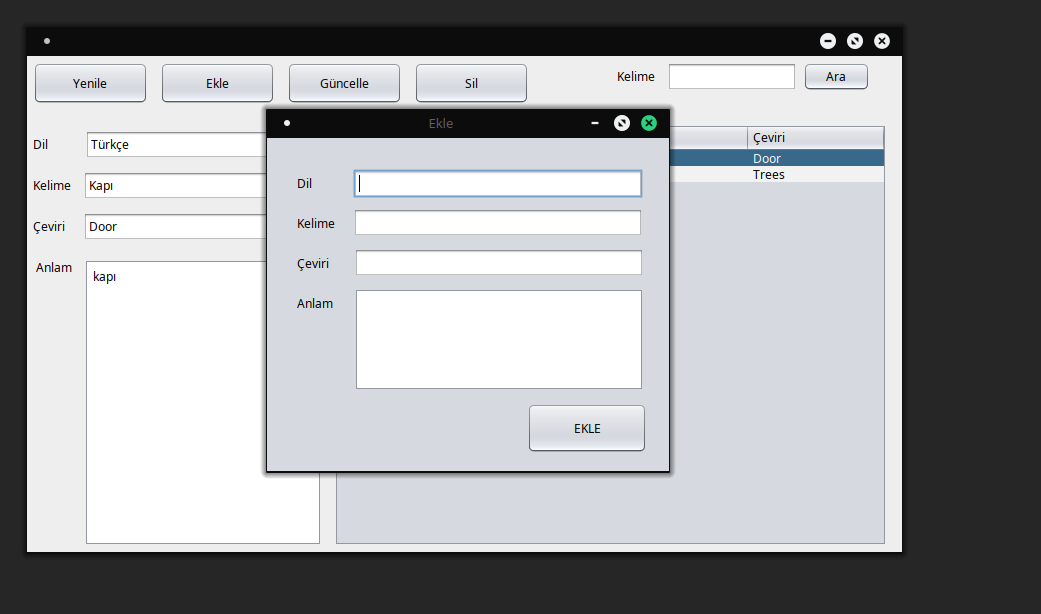 Yenile Ekle Güncelle Sil Kelime Ara
Ekle
Dil Türkçe
Kelime Kapı
Çeviri Door
Anlam kapı
Çeviri
Door
Trees
Dil
Kelime
Çeviri
Anlam
EKLE